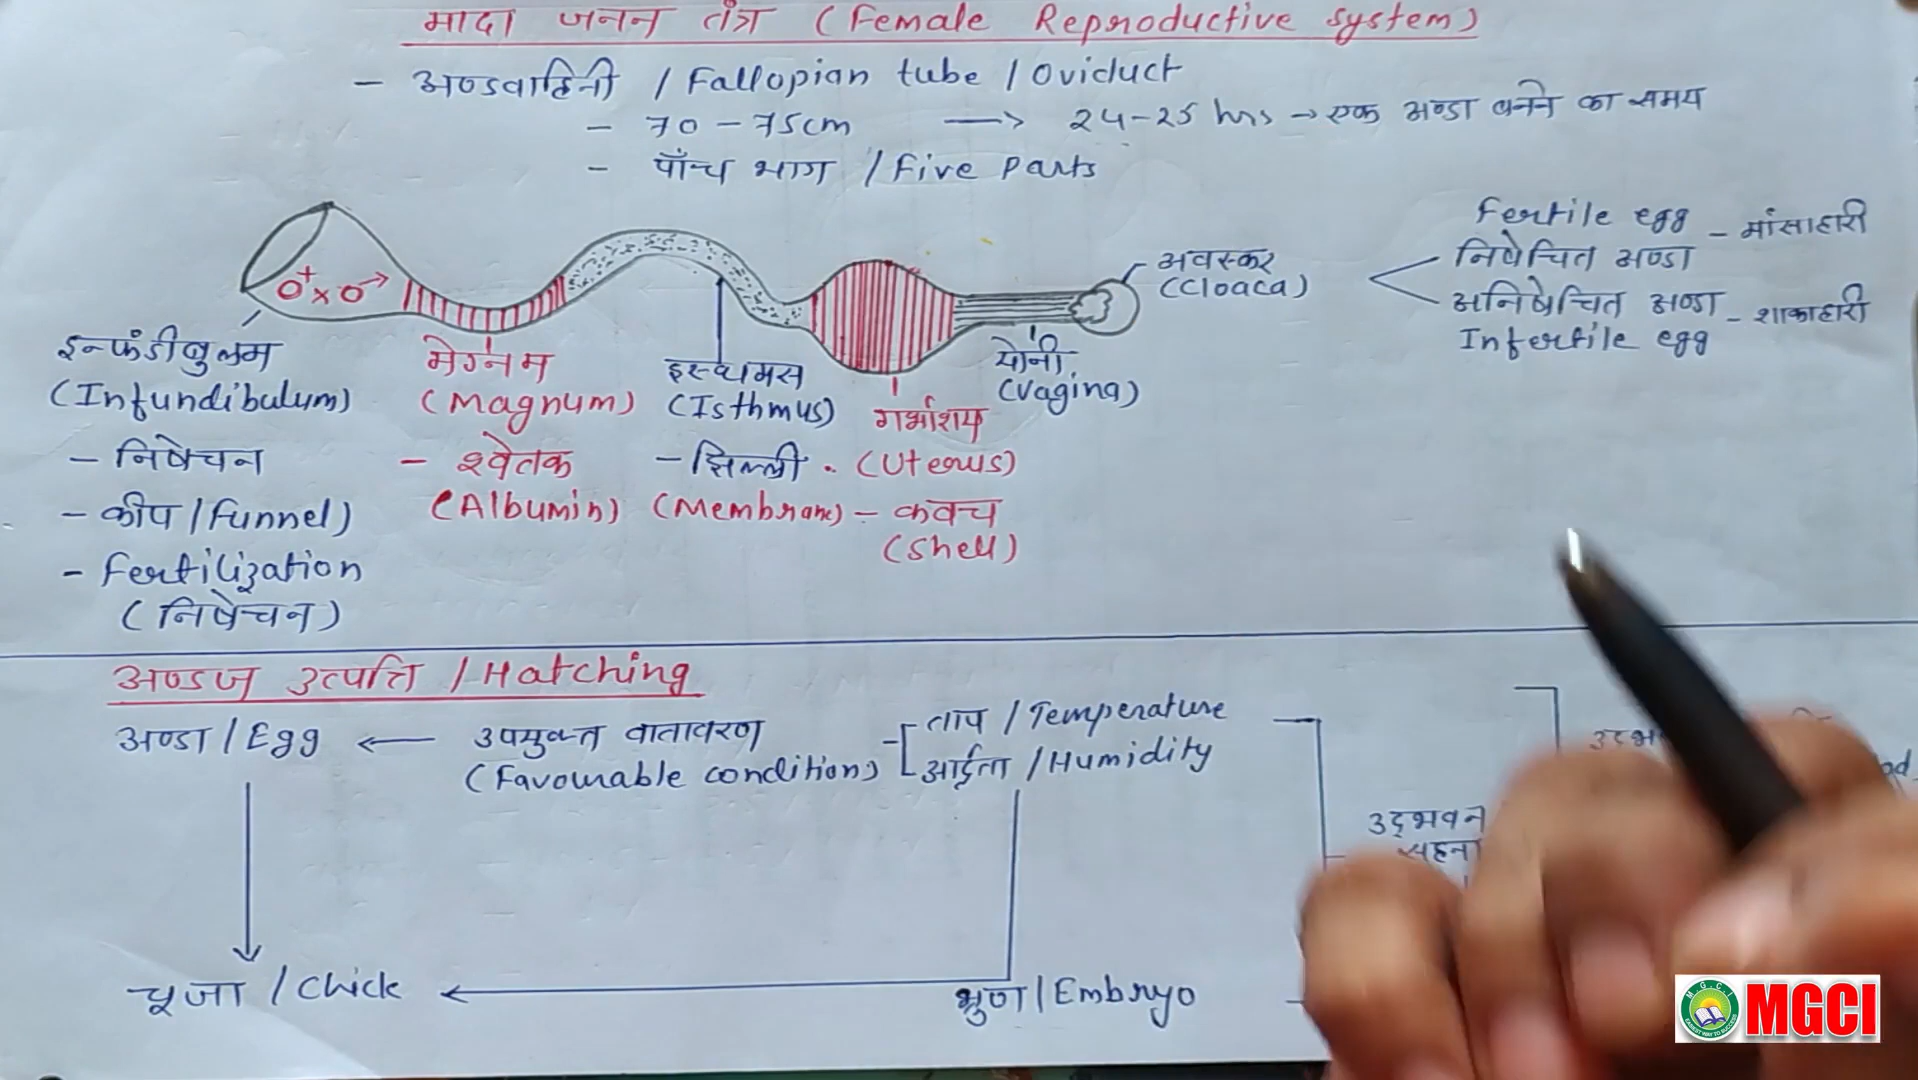 मादा जनन तंत्र (Female Reproductive System)
- अण्डवाहिनी / Fallopian tube / Oviduct
- 70-75cm → 24-25 hrs → एक अण्डा बनने का समय
- पाँच भाग / Five Parts
Fertile egg - मांसाहारी
निषेचित अण्डा
अनिषेचित अण्डा - शाकाहारी
Infertile egg
अवस्कर
(Cloaca)
♀ x ♂
इन्फंडीबुलम
(Infundibulum)
- निषेचन
- कीप / Funnel)
- Fertilization
(निषेचन)
मेगनम
(Magnum)
- श्वेतक
(Albumin)
इस्थमस
(Isthmus)
- झिल्ली
(Membrane)
गर्भाशय
(Uterus)
- कवच
(Shell)
योनी
(Vagina)
अण्डज उत्पत्ति / Hatching
अण्डा / Egg ← उपयुक्त वातावरण
(Favourable condition)
ताप / Temperature
आर्द्रता / Humidity
उद्भवन
चूजा / Chick ← भ्रुण / Embryo
M.G.C.I
MGCI